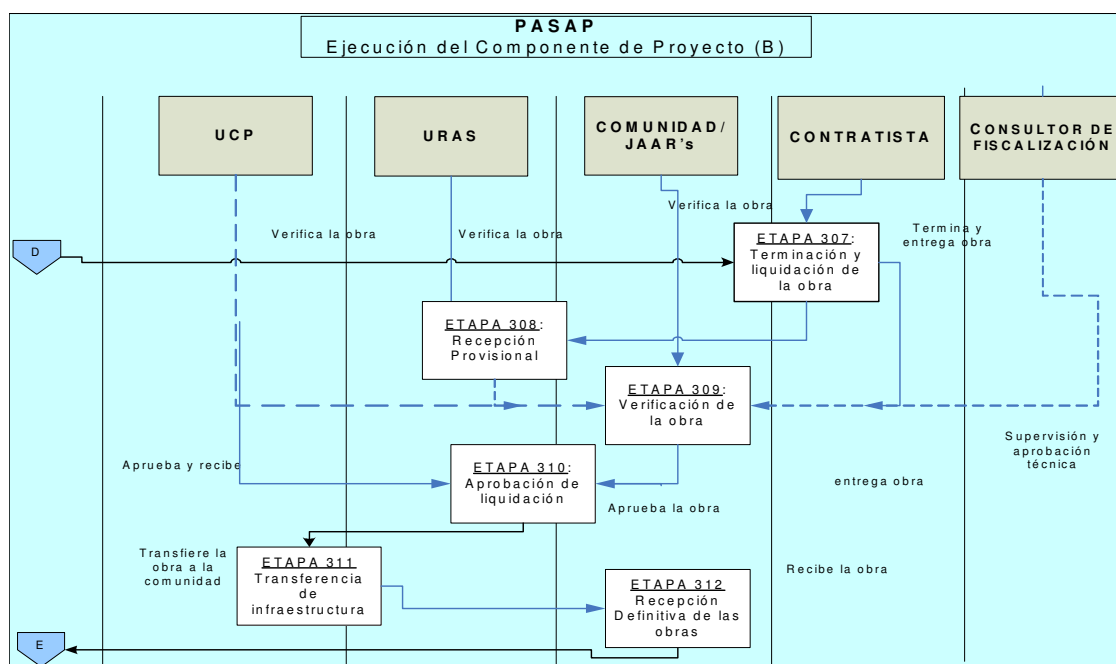 PASAP
Ejecución del Componente de Proyecto (B)
UCP
URAS
COMUNIDAD/
JAAR's
CONTRATISTA
CONSULTOR DE
FISCALIZACIÓN
Verifica la obra
Verifica la obra
Verifica la obra
Termina y
entrega obra
D
ETAPA 307:
Terminación y
liquidación de
la obra
ETAPA 308:
Recepción
Provisional
ETAPA 309:
Verificación de
la obra
Supervisión y
aprobación
técnica
Aprueba y recibe
ETAPA 310:
Aprobación de
liquidación
entrega obra
Aprueba la obra
Transfiere la
obra a la
comunidad
ETAPA 311
Transferencia
de
infraestructura
Recibe la obra
ETAPA 312
Recepción
Definitiva de las
obras
E